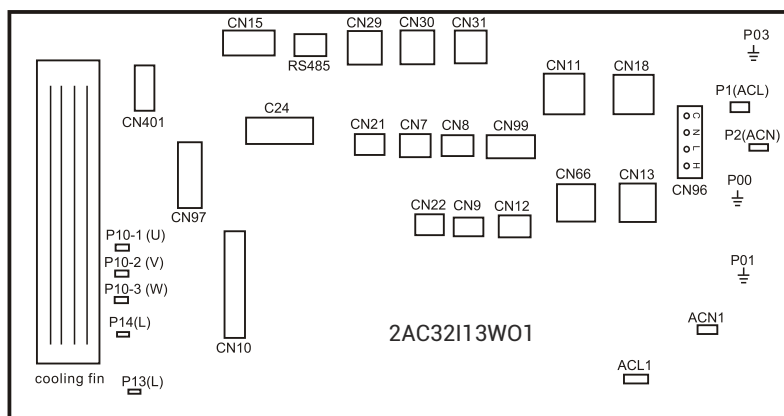 CN15
CN29
CN30
CN31
P03
RS485
CN11
CN18
P1(ACL)
CN401
C24
CN21
CN7
CN8
CN99
C
N
L
H
P2(ACN)
CN97
CN66
CN13
CN96
P00
CN22
CN9
CN12
P10-1 (U)
P10-2 (V)
P10-3 (W)
P01
P14(L)
2AC32I13WO1
ACN1
CN10
cooling fin
P13(L)
ACL1